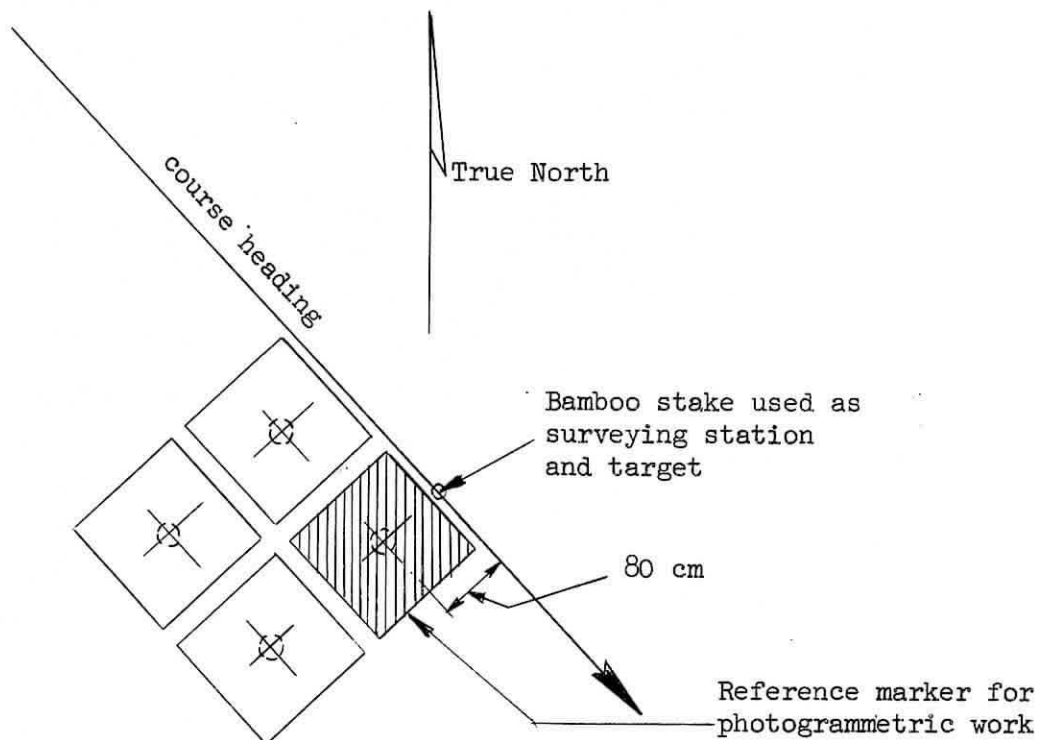 True North
course heading
Bamboo stake used as
surveying station
and target
80 cm
Reference marker for
photogrammetric work